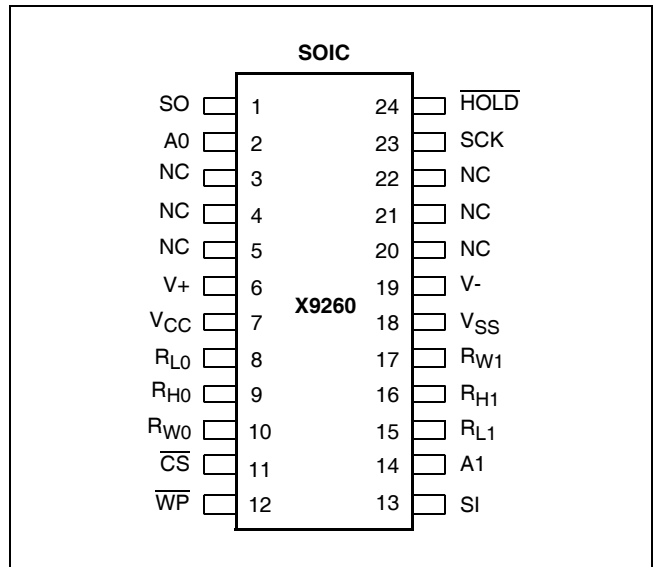 SOIC
SO 1 24 HOLD
A0 2 23 SCK
NC 3 22 NC
NC 4 21 NC
NC 5 20 NC
V+ 6 19 V-
X9260
VCC 7 18 VSS
RL0 8 17 RW1
RH0 9 16 RH1
RW0 10 15 RL1
CS 11 14 A1
WP 12 13 SI